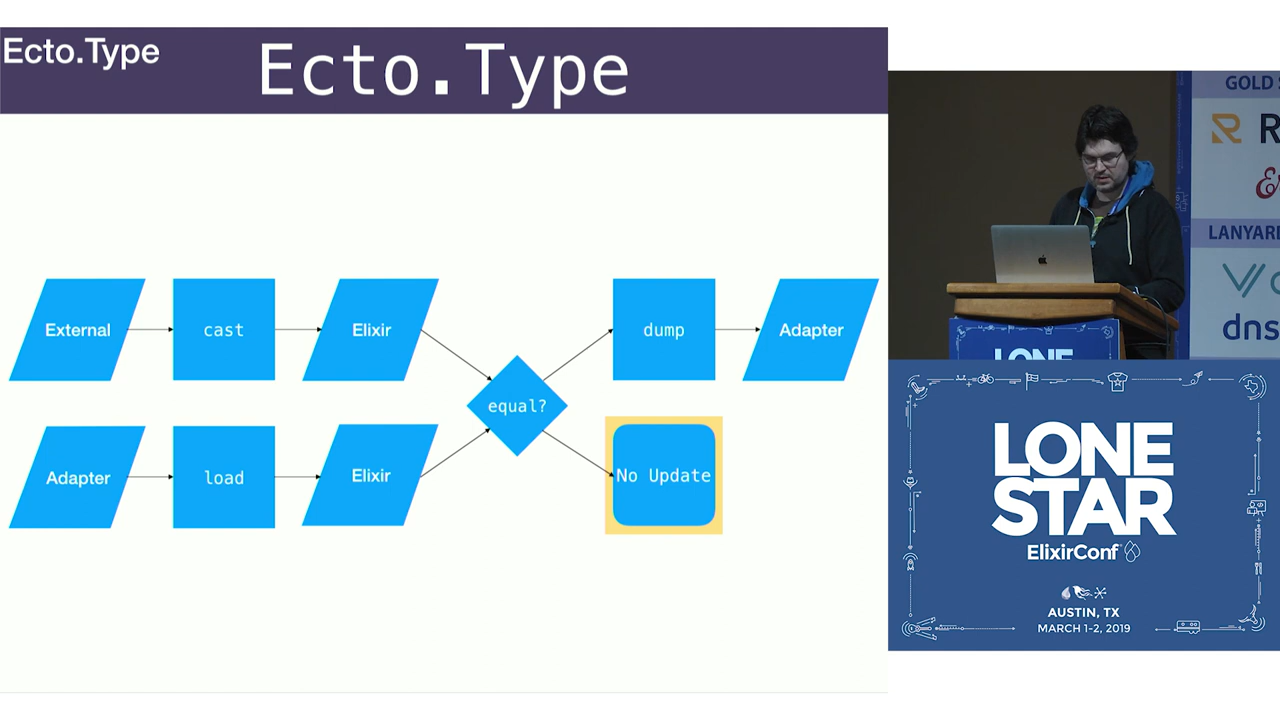 Ecto.Type
Ecto.Type
External
cast
Elixir
dump
Adapter
equal?
Adapter
load
Elixir
No Update
GOLD
R
LANYARD
dns
LONE
LONE
STAR
ElixirConf
AUSTIN, TX
MARCH 1-2, 2019